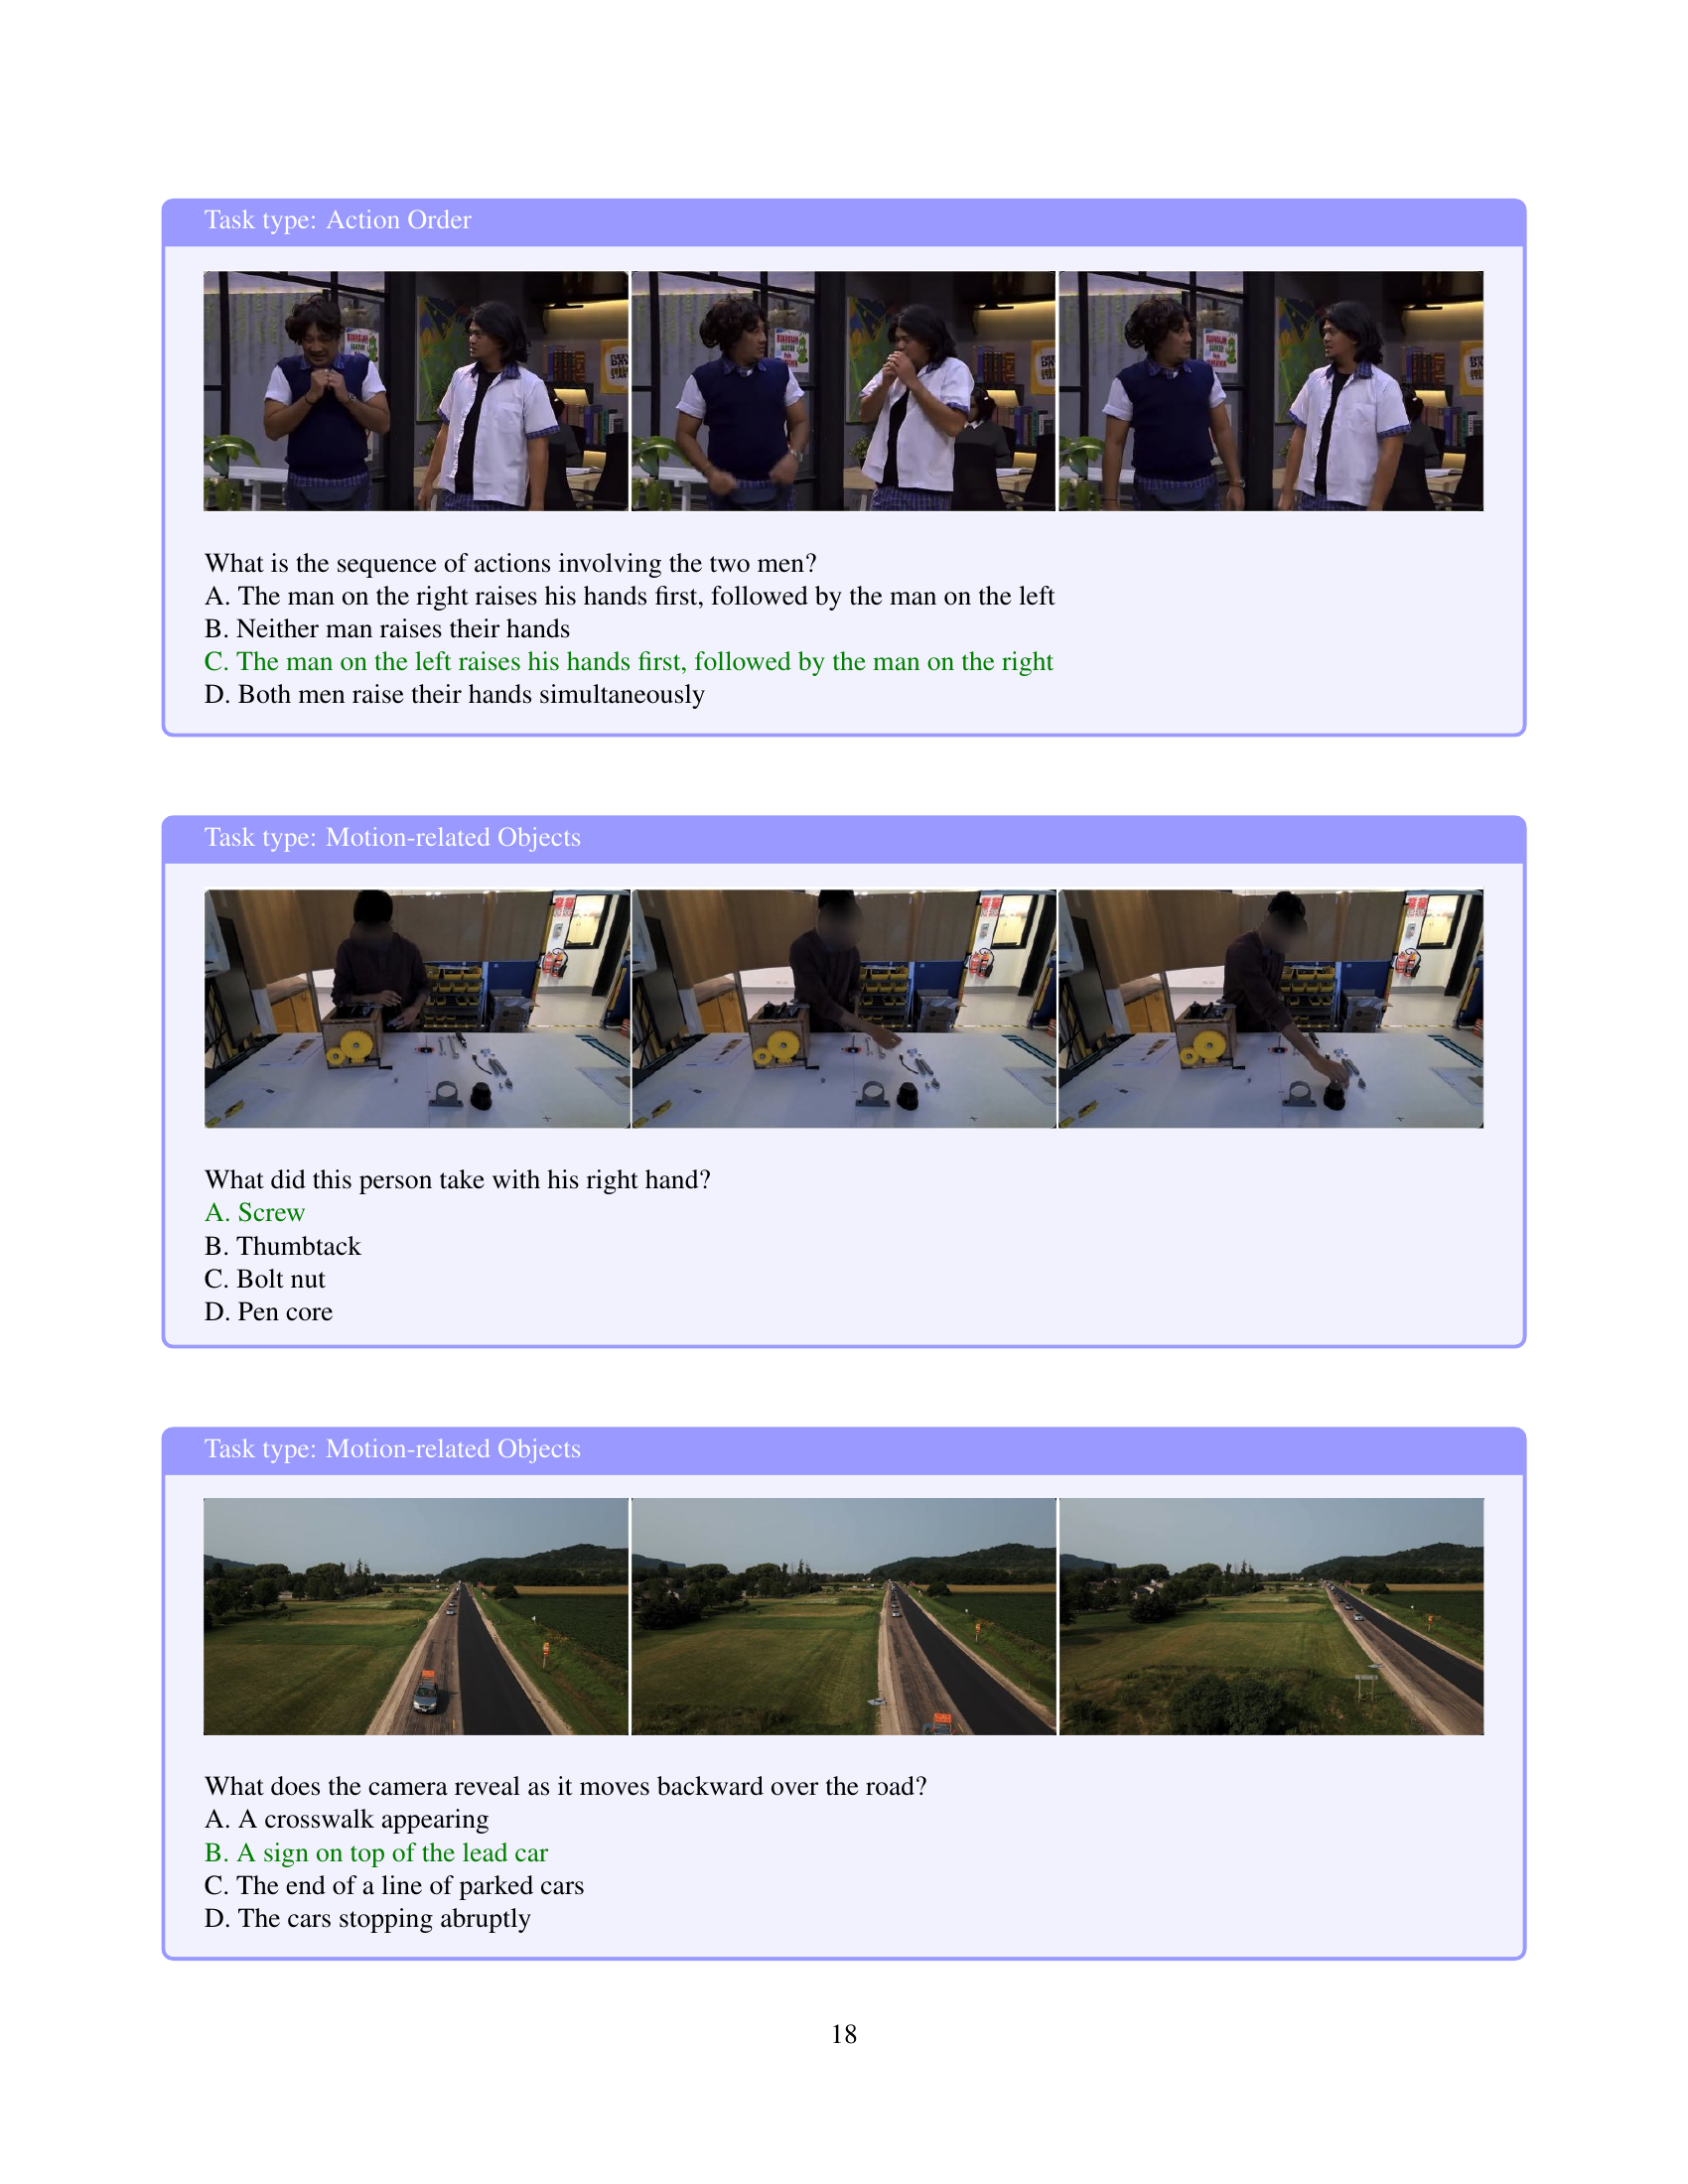 Task type: Action Order
What is the sequence of actions involving the two men?
A. The man on the right raises his hands first, followed by the man on the left
B. Neither man raises their hands
C. The man on the left raises his hands first, followed by the man on the right
D. Both men raise their hands simultaneously
Task type: Motion-related Objects
What did this person take with his right hand?
A. Screw
B. Thumbtack
C. Bolt nut
D. Pen core
Task type: Motion-related Objects
What does the camera reveal as it moves backward over the road?
A. A crosswalk appearing
B. A sign on top of the lead car
C. The end of a line of parked cars
D. The cars stopping abruptly
18